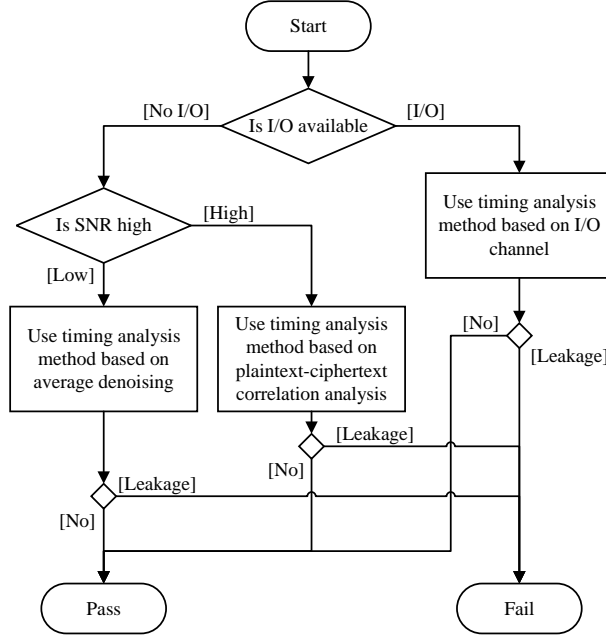 Start
[No I/O]
Is I/O available
[I/O]
Is SNR high
[High]
[Low]
Use timing analysis
method based on I/O
channel
Use timing analysis
method based on
average denoising
Use timing analysis
method based on
plaintext-ciphertext
correlation analysis
[No]
[Leakage]
[Leakage]
[No]
[Leakage]
[No]
Pass
Fail